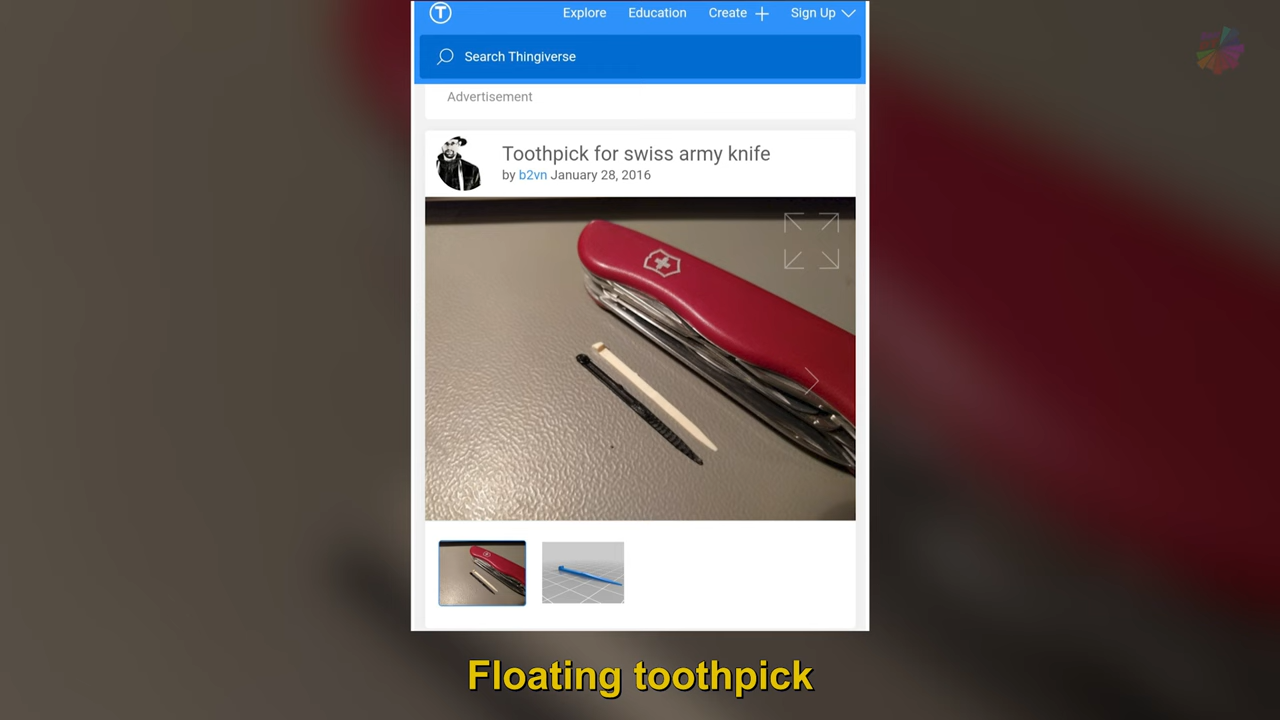 T
Explore Education Create Sign Up
Search Thingiverse
Advertisement
Toothpick for swiss army knife
by b2vn January 28, 2016
Floating toothpick